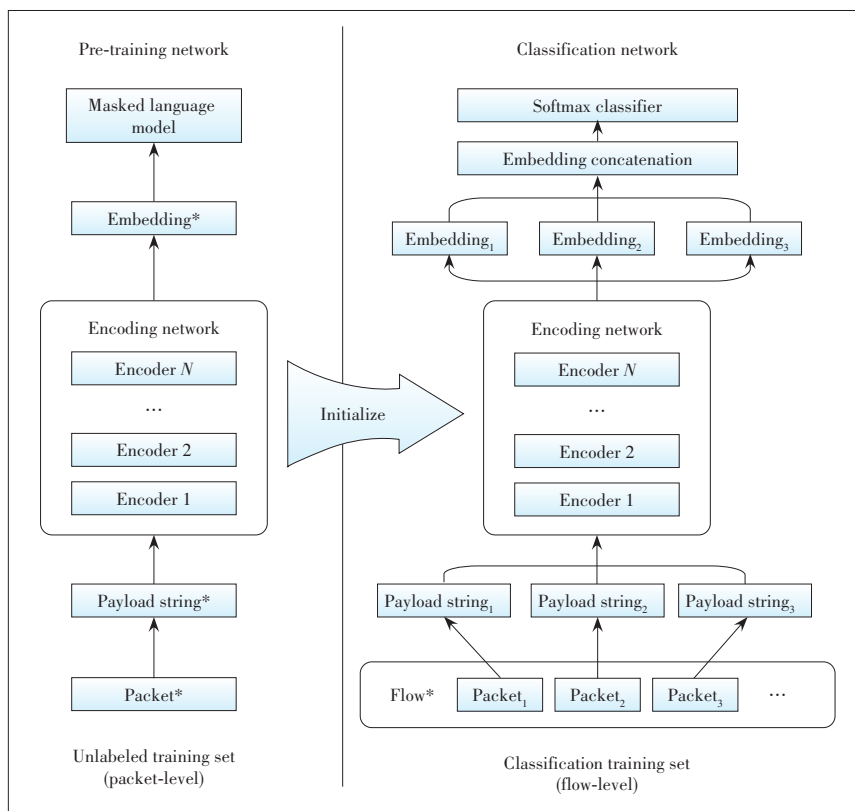 Pre-training network
Masked language
model
Embedding*
Encoding network
Encoder N
...
Encoder 2
Encoder 1
Payload string*
Packet*
Unlabeled training set
(packet-level)
Initialize
Classification network
Softmax classifier
Embedding concatenation
Embedding₁ Embedding₂ Embedding₃
Encoding network
Encoder N
...
Encoder 2
Encoder 1
Payload string₁ Payload string₂ Payload string₃
Flow* Packet₁ Packet₂ Packet₃ ...
Classification training set
(flow-level)